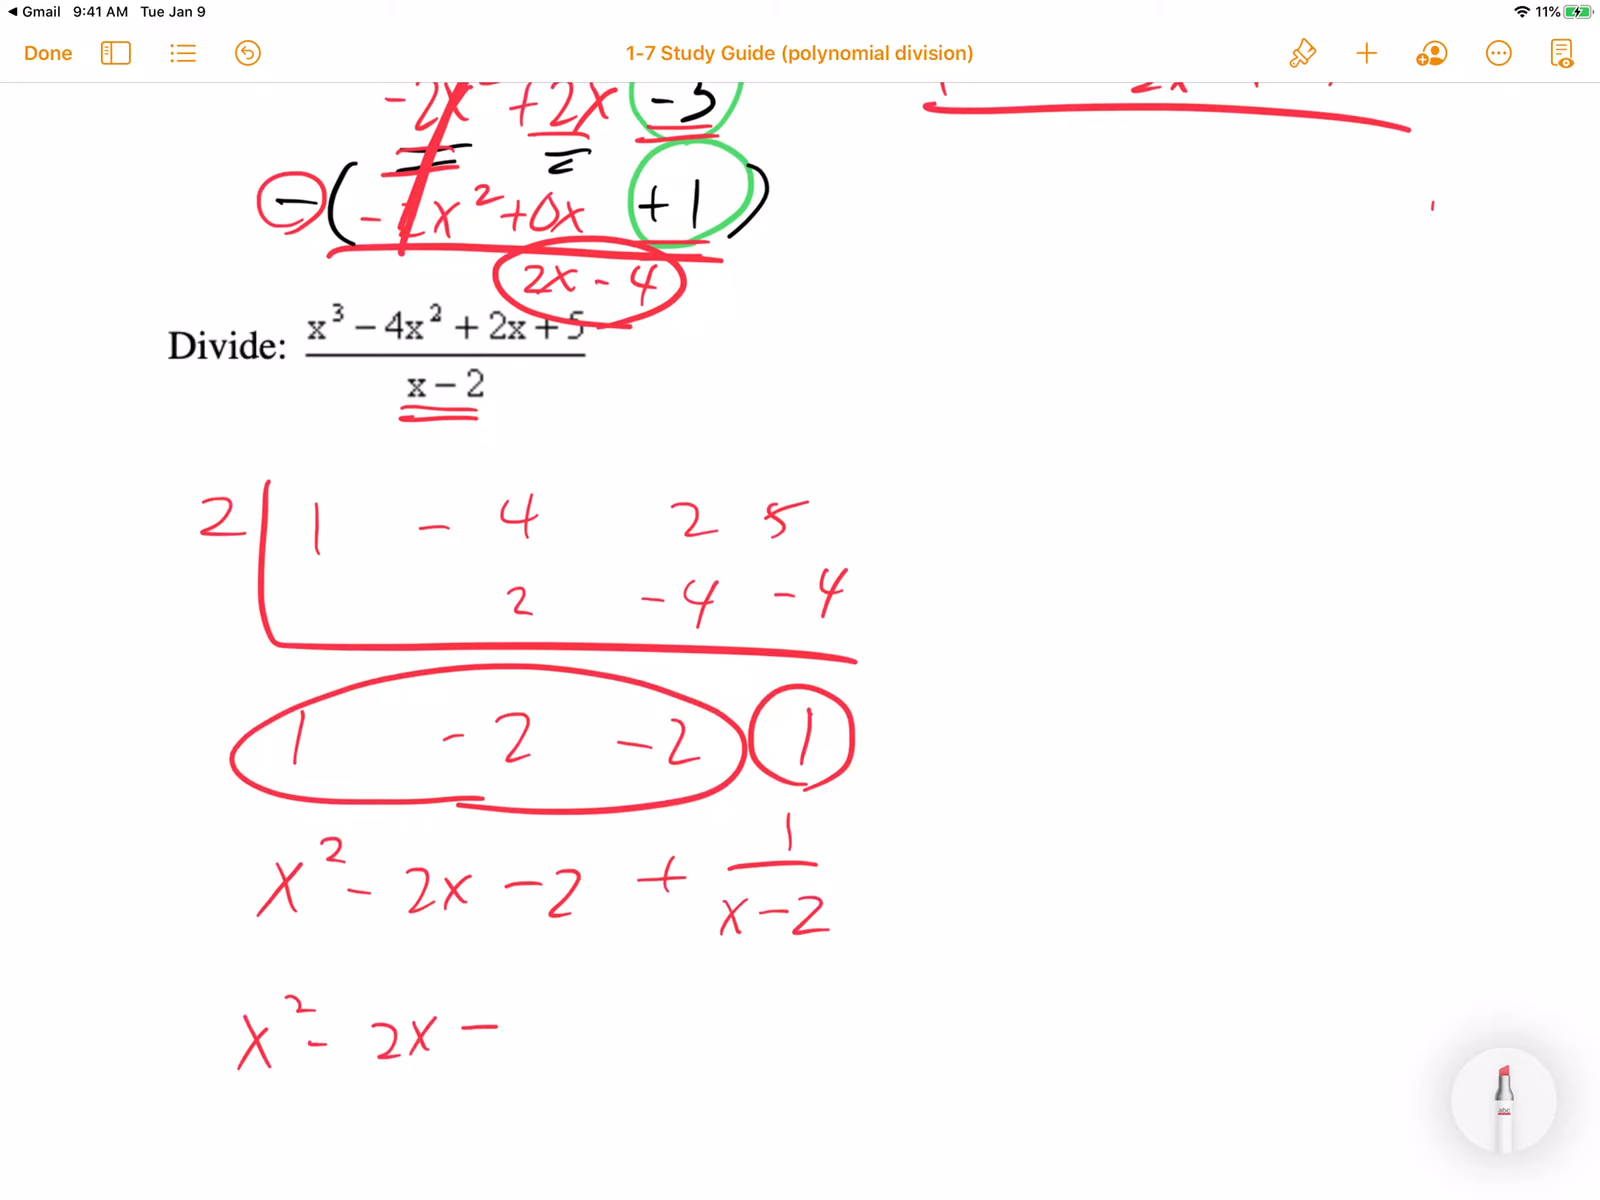 ◀ Gmail 9:41 AM Tue Jan 9 11%
Done 1-7 Study Guide (polynomial division)
+2x -5
-( -2x² +0x +1 )
2x - 4
Divide: x³ – 4x² + 2x + 5
x – 2
2 1 - 4 2 5
2 - 4 - 4
1 - 2 - 2 1
x² - 2x - 2 + 1
x - 2
x² - 2x -
abc